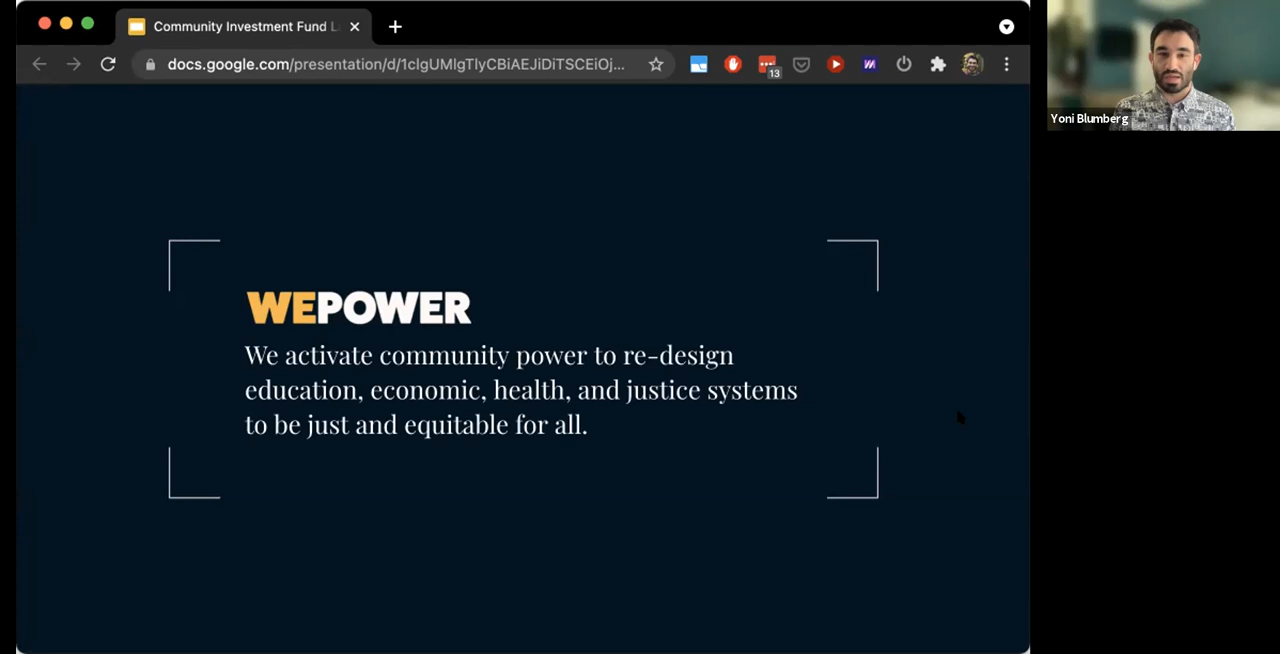 Community Investment Fund L
docs.google.com/presentation/d/1cIgUMIgTlyCBiAEJiDiTSCEiOj...
13
Yoni Blumberg
WEPOWER
We activate community power to re-design
education, economic, health, and justice systems
to be just and equitable for all.